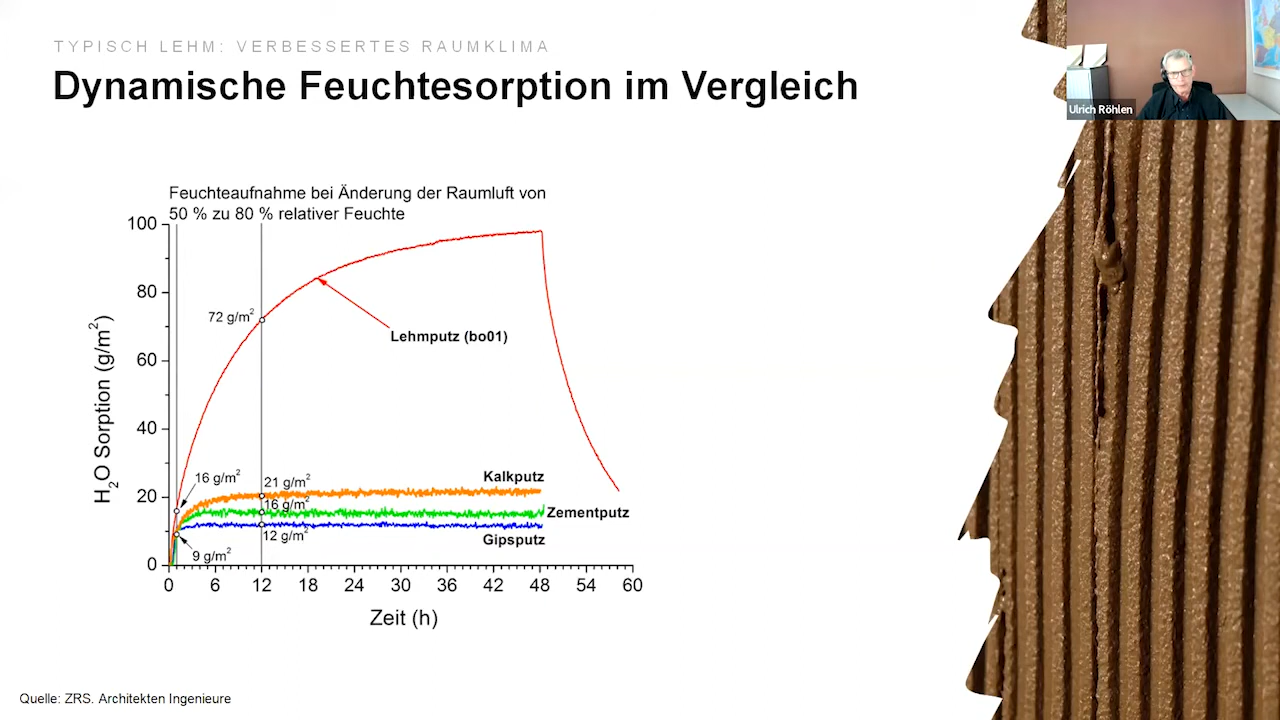 TYPISCH LEHM: VERBESSERTES RAUMKLIMA
Dynamische Feuchtesorption im Vergleich
Ulrich Röhlen
Feuchteaufnahme bei Änderung der Raumluft von
50 % zu 80 % relativer Feuchte
100
80
60
40
20
0
H₂O Sorption (g/m²)
72 g/m²
Lehmputz (bo01)
16 g/m²
21 g/m²
Kalkputz
16 g/m²
Zementputz
12 g/m²
Gipsputz
9 g/m²
0 6 12 18 24 30 36 42 48 54 60
Zeit (h)
Quelle: ZRS. Architekten Ingenieure